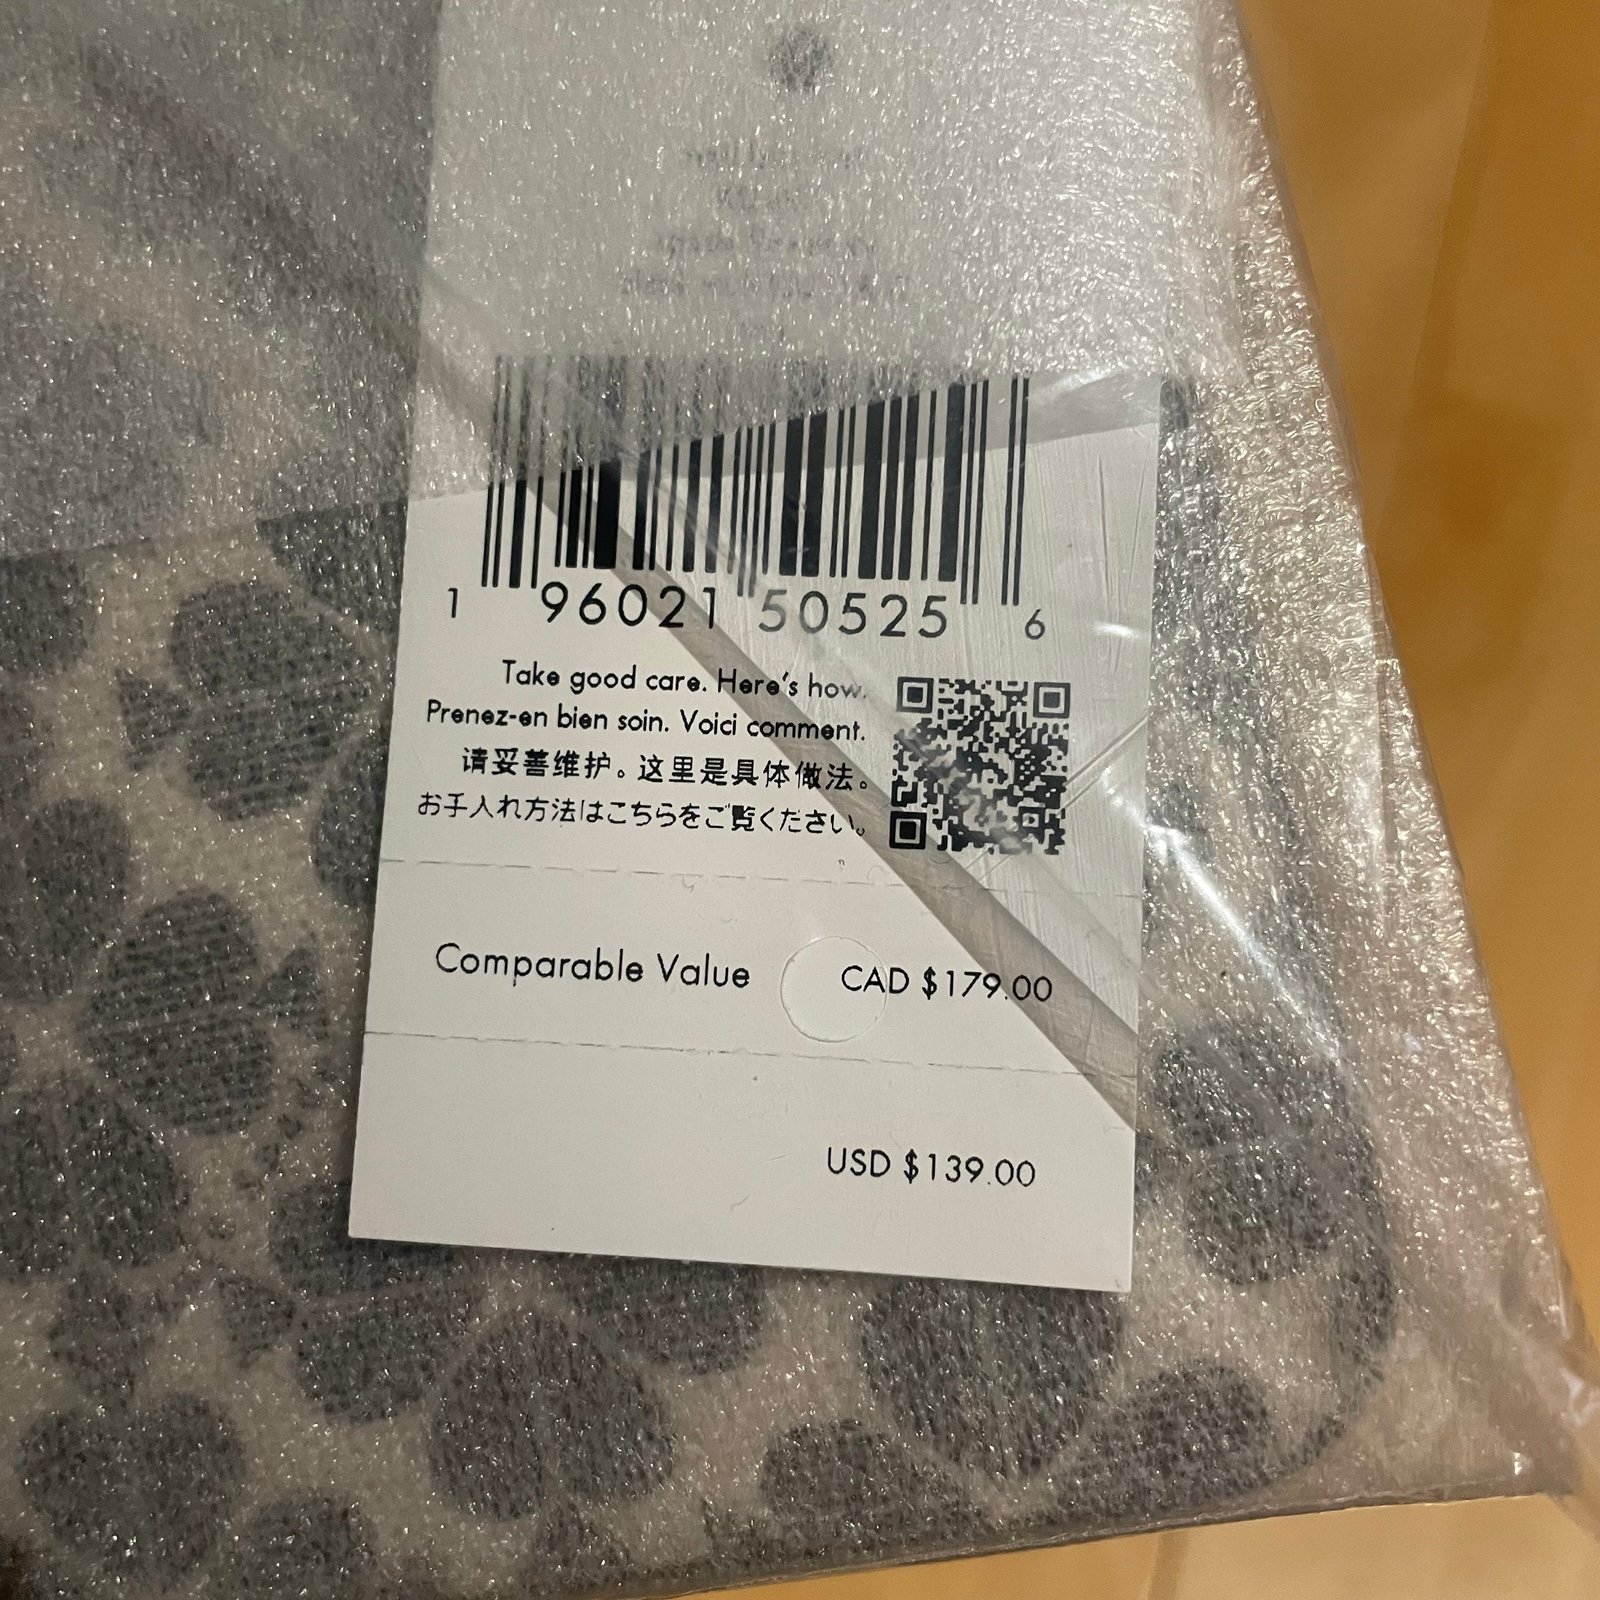 1 96021 50525 6
Take good care. Here's how.
Prenez-en bien soin. Voici comment.
请妥善维护。这里是具体做法。
お手入れ方法はこちらをご覧ください。
Comparable Value CAD $179.00
USD $139.00